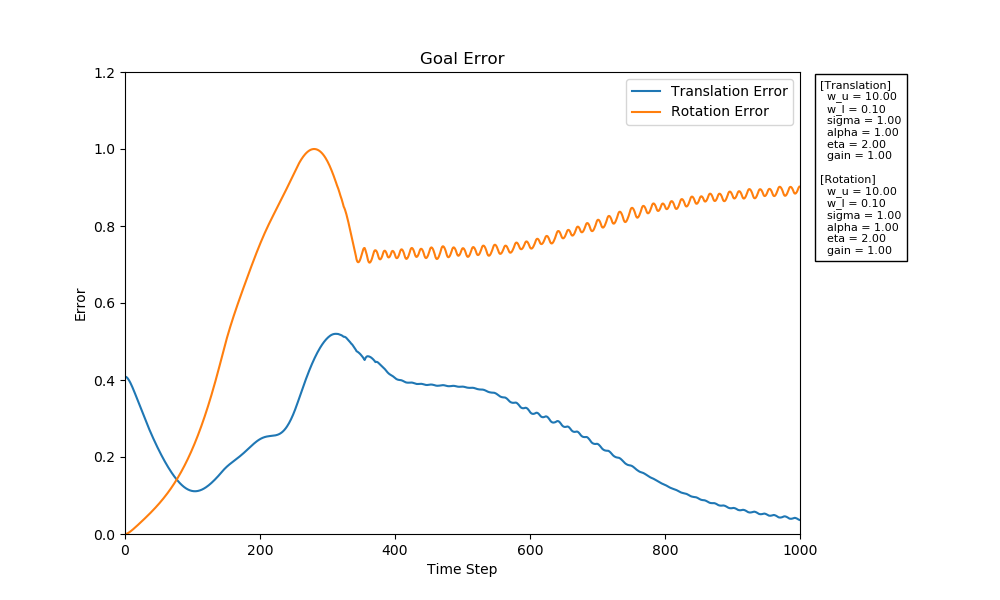 Goal Error
1.2
1.0
0.8
0.6
0.4
0.2
0.0
Error
0 200 400 600 800 1000
Time Step
Translation Error
Rotation Error
[Translation]
w_u = 10.00
w_l = 0.10
sigma = 1.00
alpha = 1.00
eta = 2.00
gain = 1.00
[Rotation]
w_u = 10.00
w_l = 0.10
sigma = 1.00
alpha = 1.00
eta = 2.00
gain = 1.00